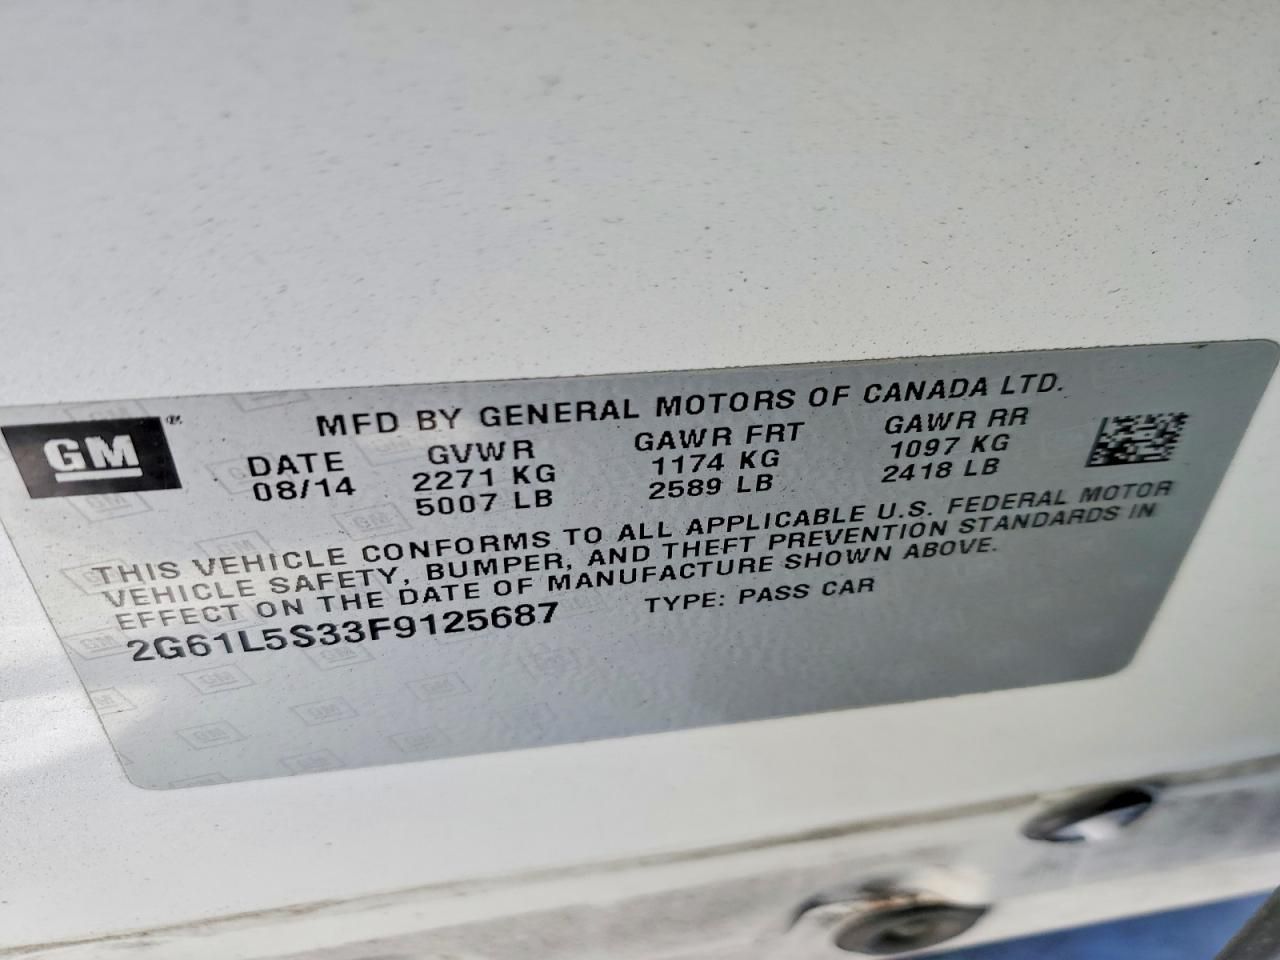 GM
MFD BY GENERAL MOTORS OF CANADA LTD.
DATE GVWR GAWR FRT GAWR RR
08/14 2271 KG 1174 KG 1097 KG
5007 LB 2589 LB 2418 LB
THIS VEHICLE CONFORMS TO ALL APPLICABLE U.S. FEDERAL MOTOR
VEHICLE SAFETY, BUMPER, AND THEFT PREVENTION STANDARDS IN
EFFECT ON THE DATE OF MANUFACTURE SHOWN ABOVE.
2G61L5S33F9125687 TYPE: PASS CAR